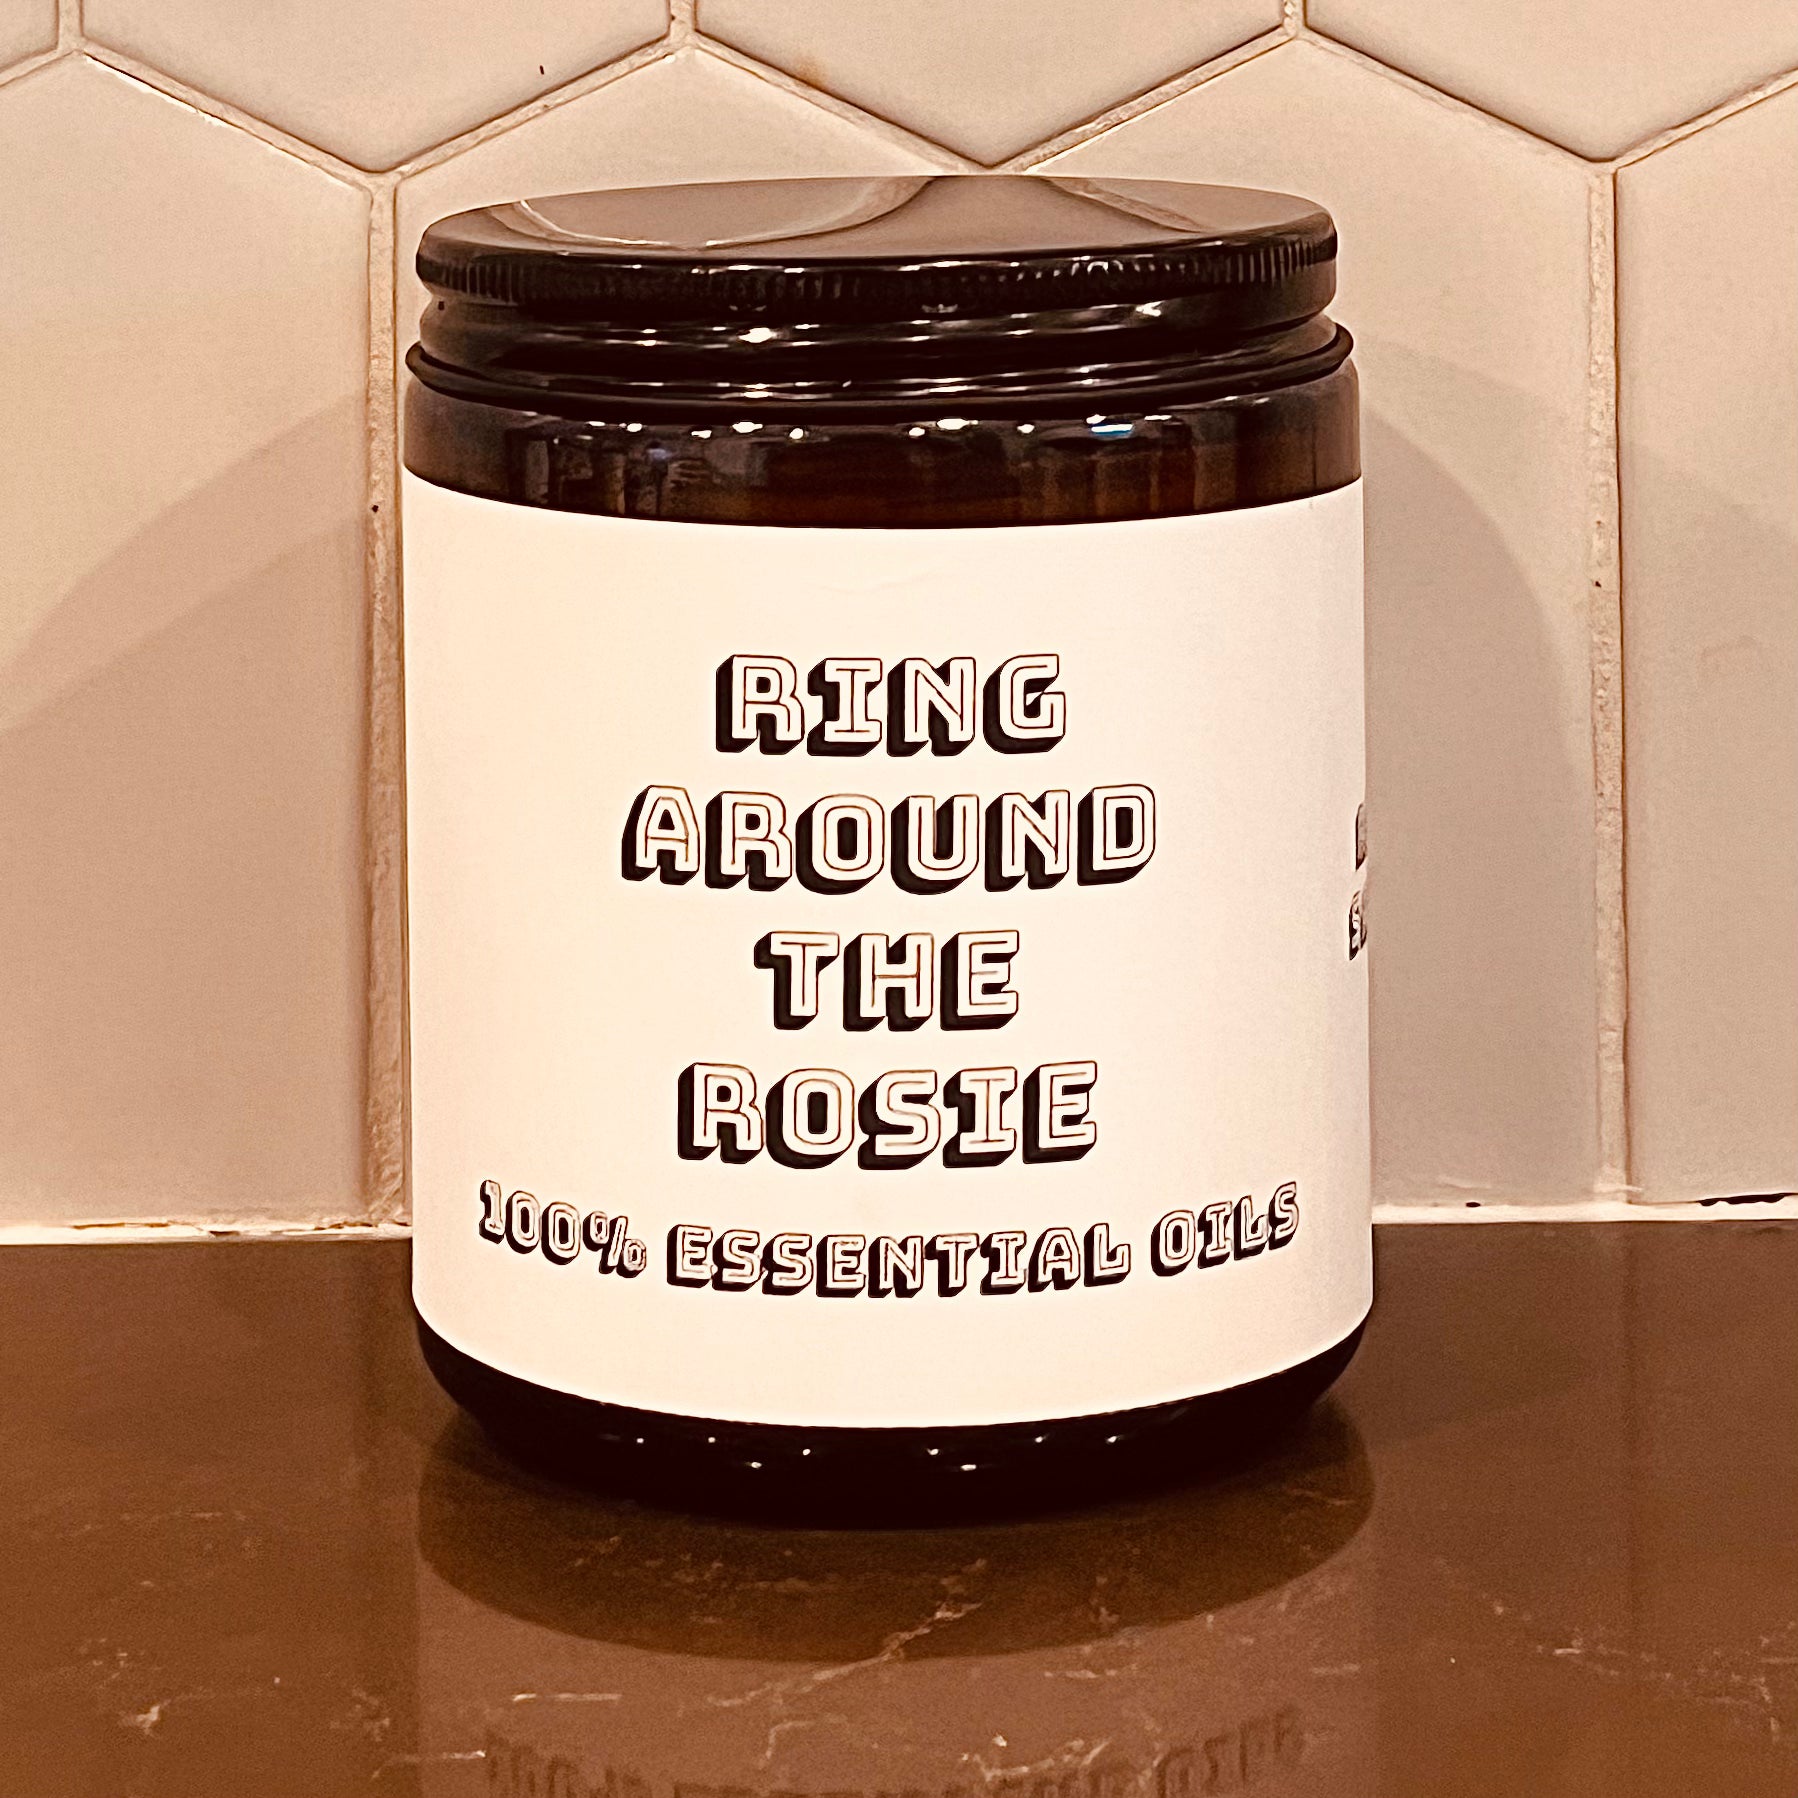 RING
AROUND
THE
ROSIE
100% ESSENTIAL OILS